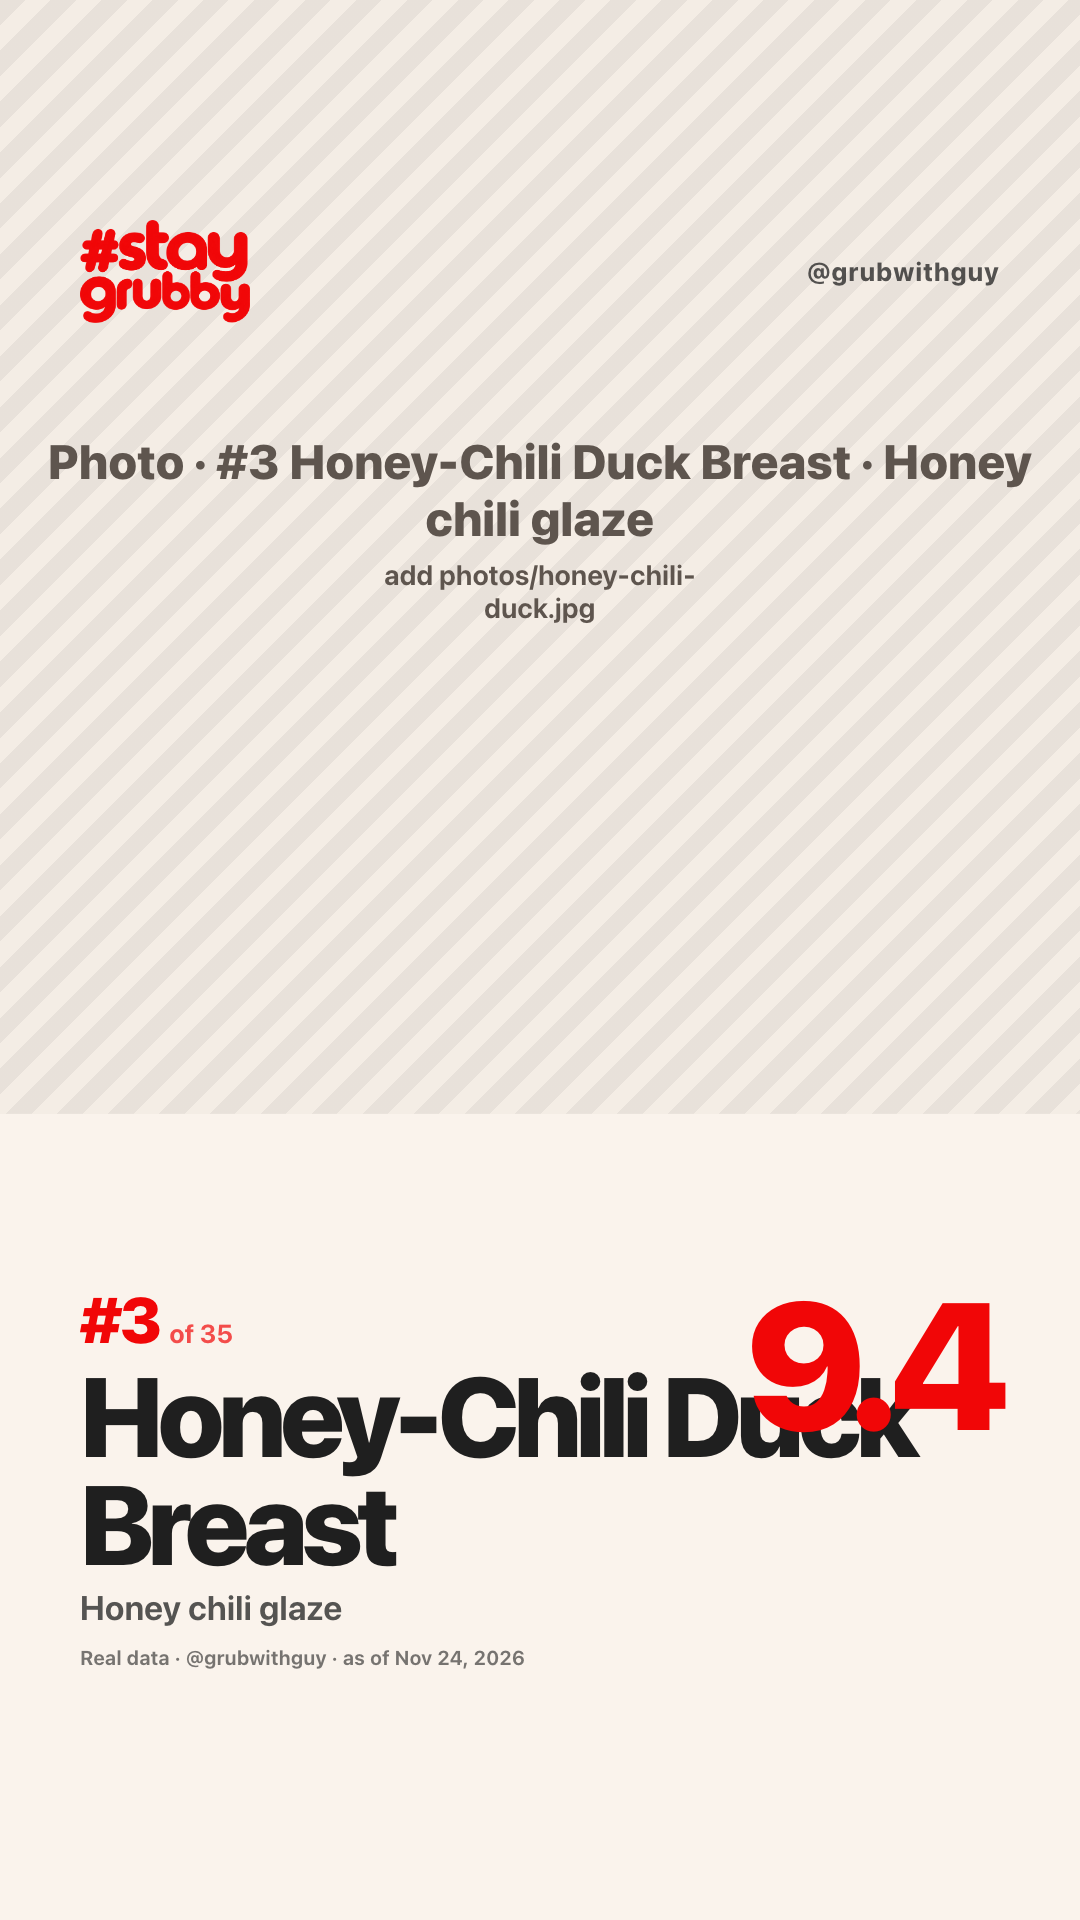 #stay
grubby
@grubwithguy
Photo · #3 Honey-Chili Duck Breast · Honey
chili glaze
add photos/honey-chili-
duck.jpg
#3 of 35
9.4
Honey-Chili Duck
Breast
Honey chili glaze
Real data · @grubwithguy · as of Nov 24, 2026